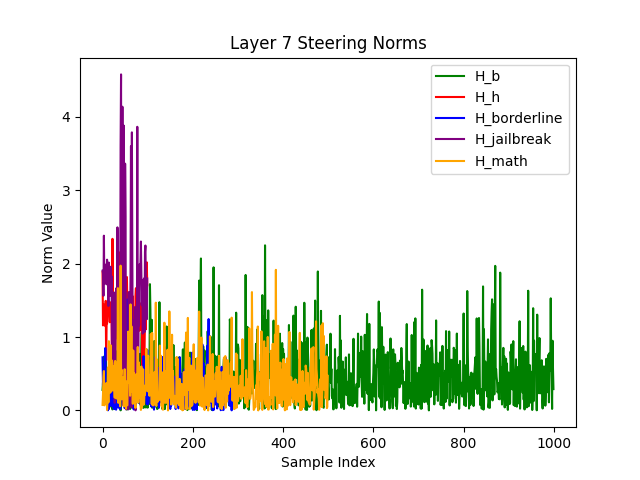 Layer 7 Steering Norms
H_b
H_h
H_borderline
H_jailbreak
H_math
Norm Value
4
3
2
1
0
0 200 400 600 800 1000
Sample Index